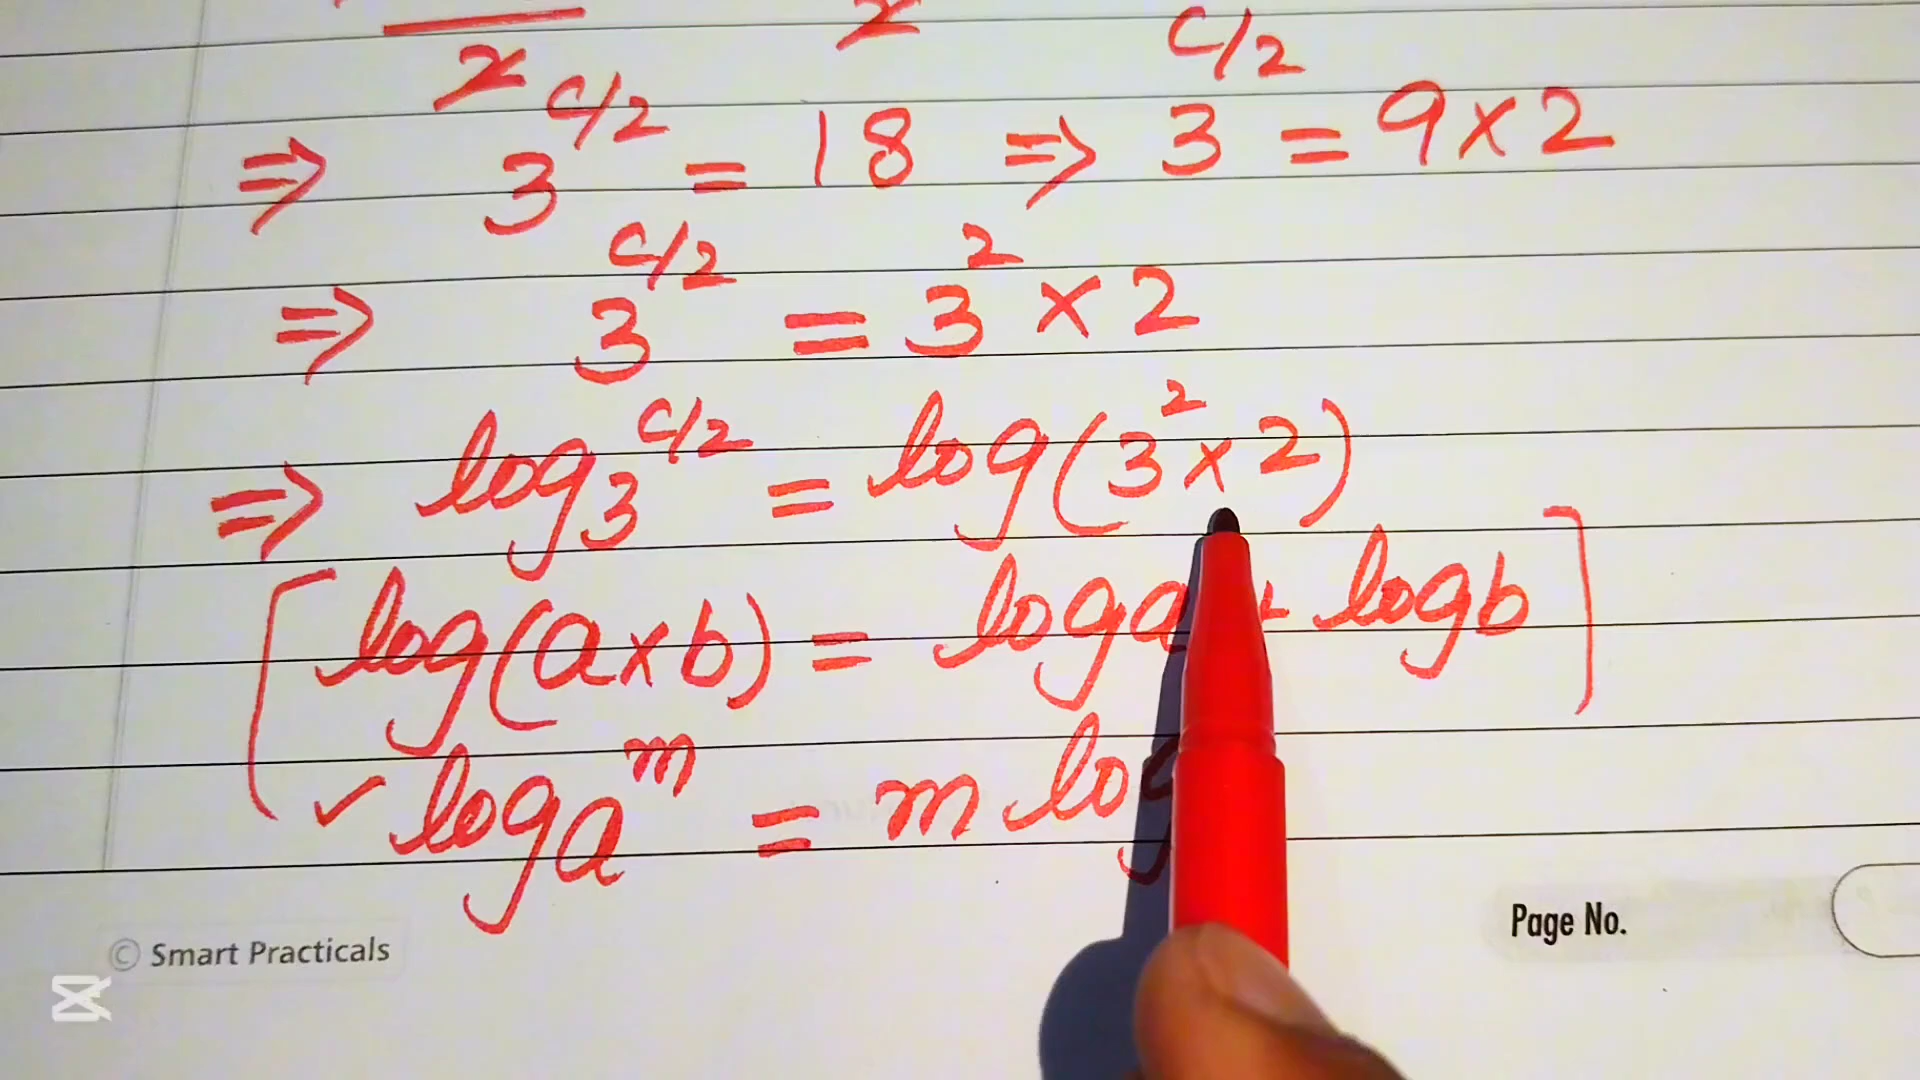 x x
⇒ 3^{c/2} = 18 ⇒ 3^{c/2} = 9 × 2
⇒ 3^{c/2} = 3^2 × 2
⇒ log 3^{c/2} = log (3^2 × 2)
[ log (a × b) = log a + log b ]
✓ log a^m = m log
© Smart Practicals
Page No.